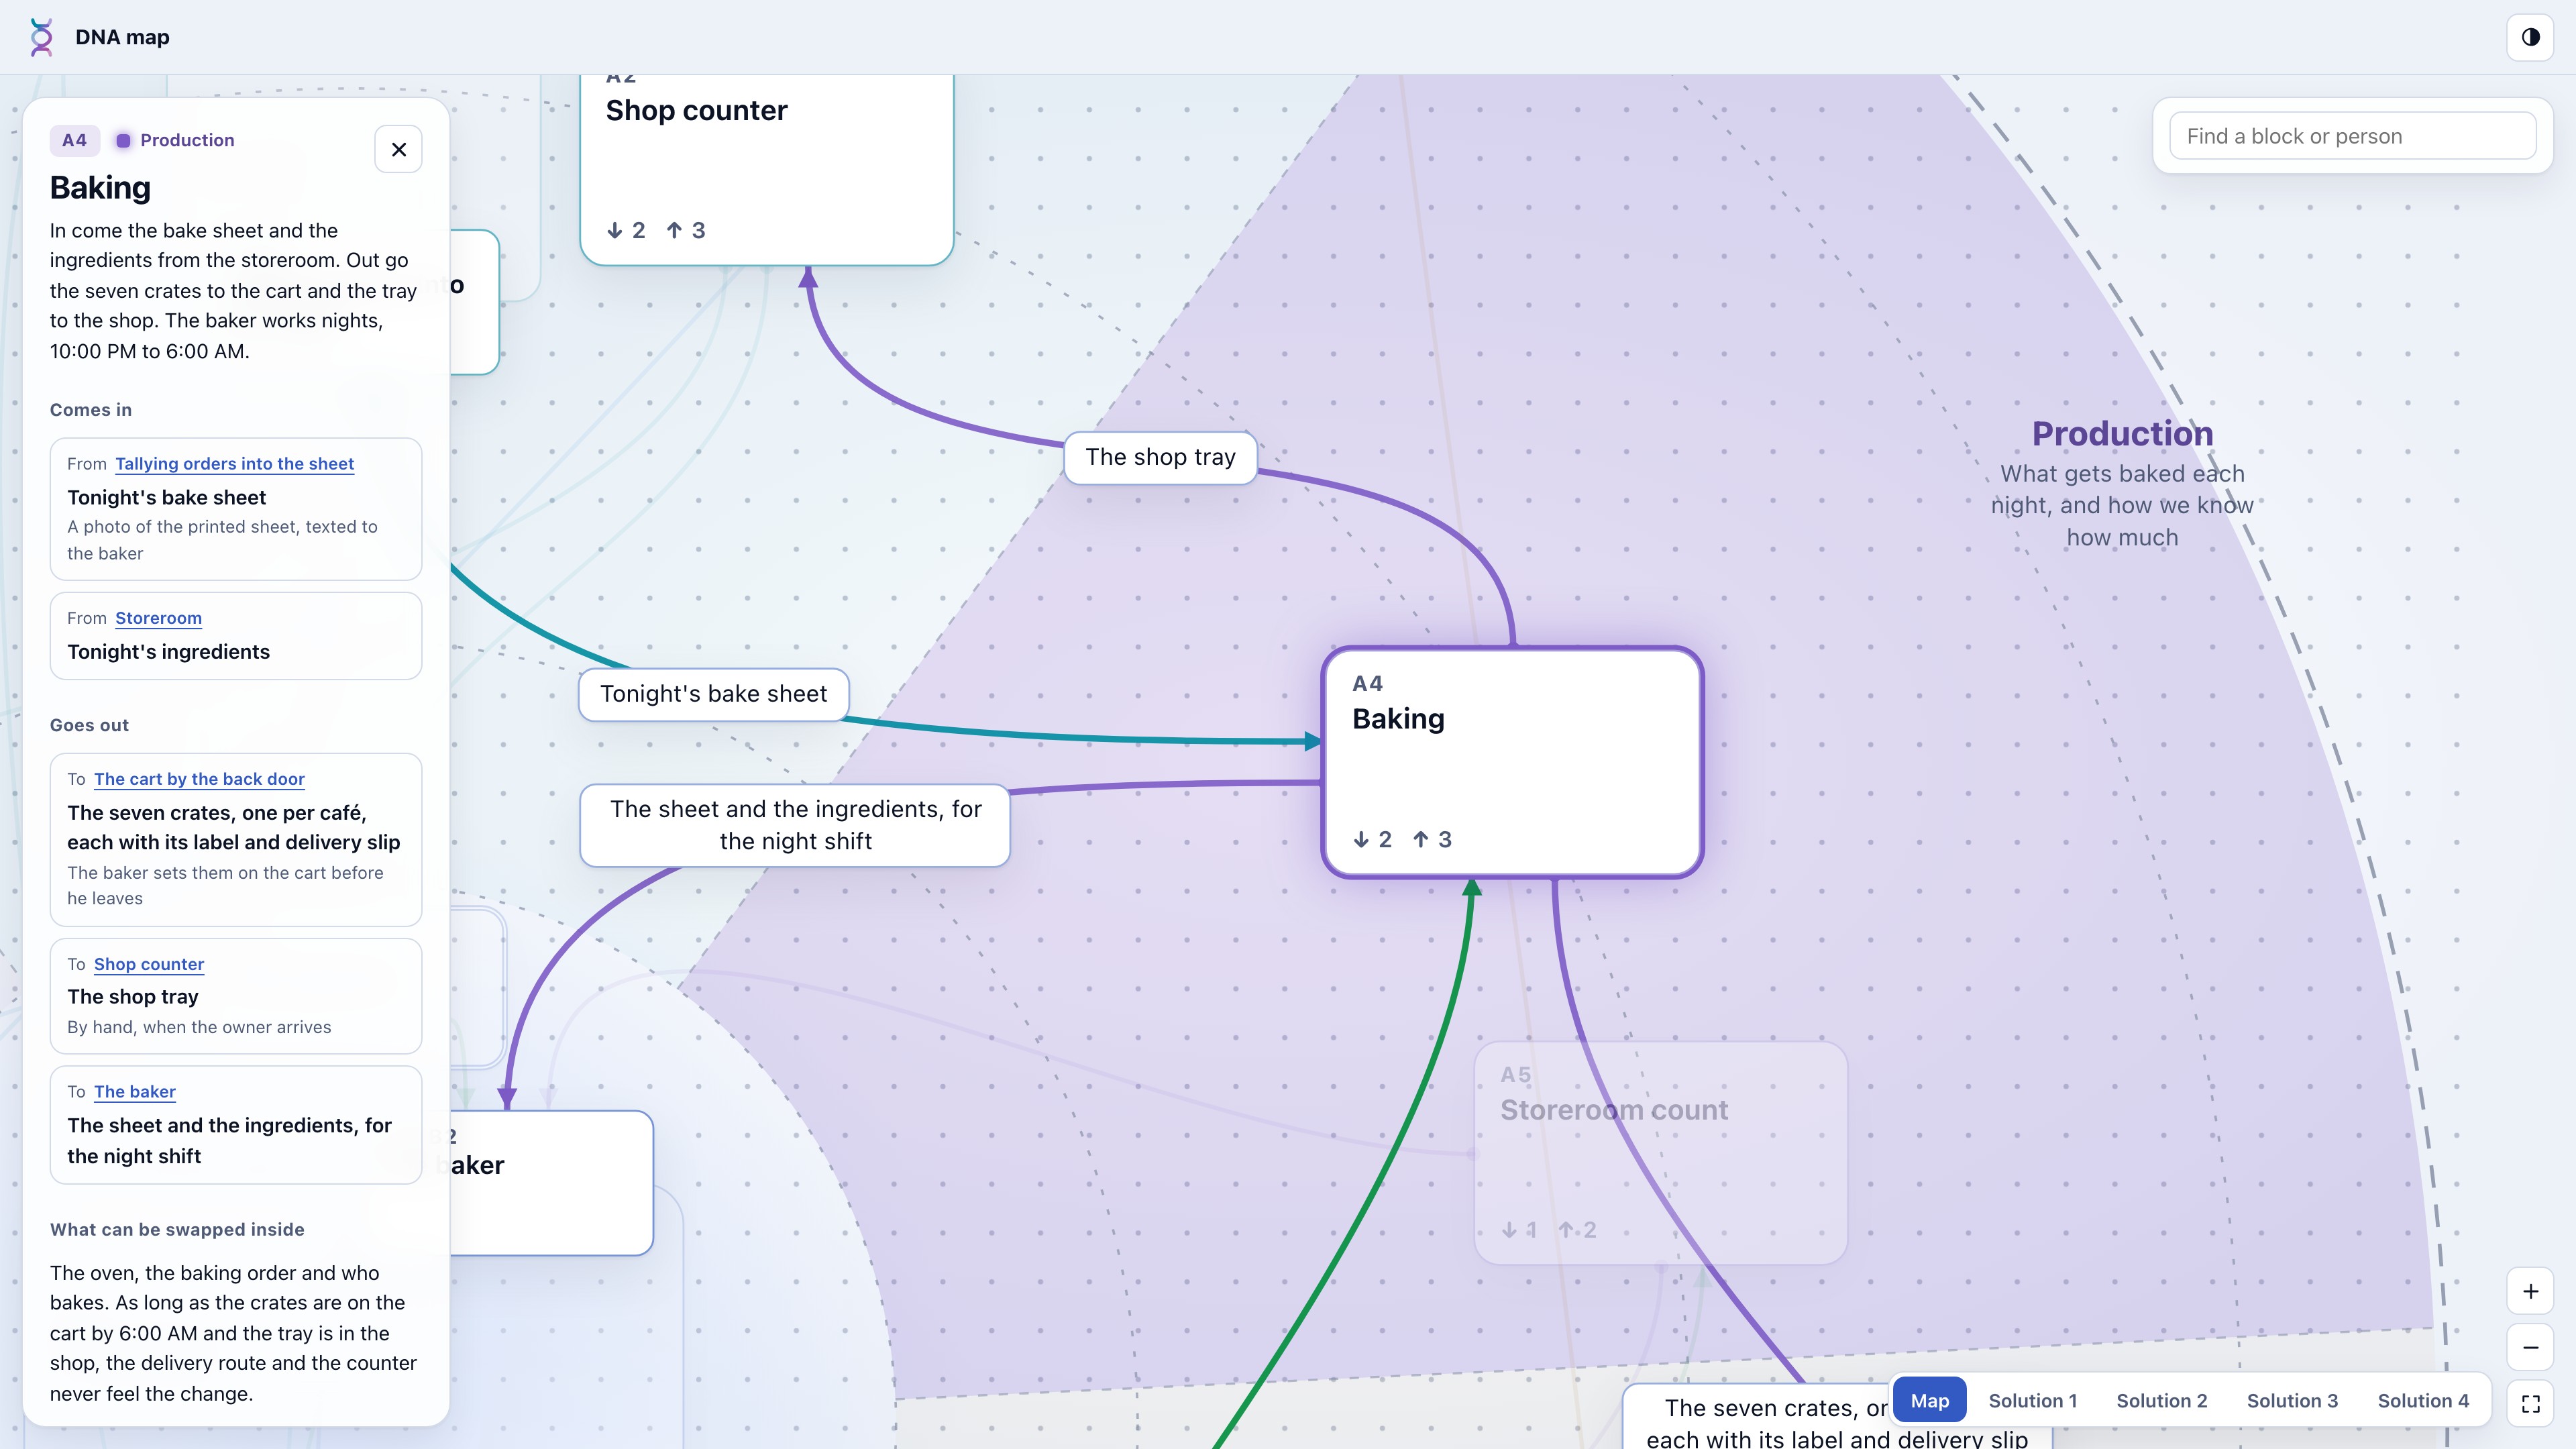 DNA map
A4 Production
Baking
In come the bake sheet and the
ingredients from the storeroom. Out go
the seven crates to the cart and the tray
to the shop. The baker works nights,
10:00 PM to 6:00 AM.
Comes in
From Tallying orders into the sheet
Tonight's bake sheet
A photo of the printed sheet, texted to
the baker
From Storeroom
Tonight's ingredients
Goes out
To The cart by the back door
The seven crates, one per café,
each with its label and delivery slip
The baker sets them on the cart before
he leaves
To Shop counter
The shop tray
By hand, when the owner arrives
To The baker
The sheet and the ingredients, for
the night shift
What can be swapped inside
The oven, the baking order and who
bakes. As long as the crates are on the
cart by 6:00 AM and the tray is in the
shop, the delivery route and the counter
never feel the change.
A2
Shop counter
↓ 2 ↑ 3
The shop tray
Tonight's bake sheet
The sheet and the ingredients, for
the night shift
baker
A4
Baking
↓ 2 ↑ 3
A5
Storeroom count
↓ 1 ↑ 2
Find a block or person
Production
What gets baked each
night, and how we know
how much
The seven crates, or
each with its label and delivery slip
Map
Solution 1
Solution 2
Solution 3
Solution 4